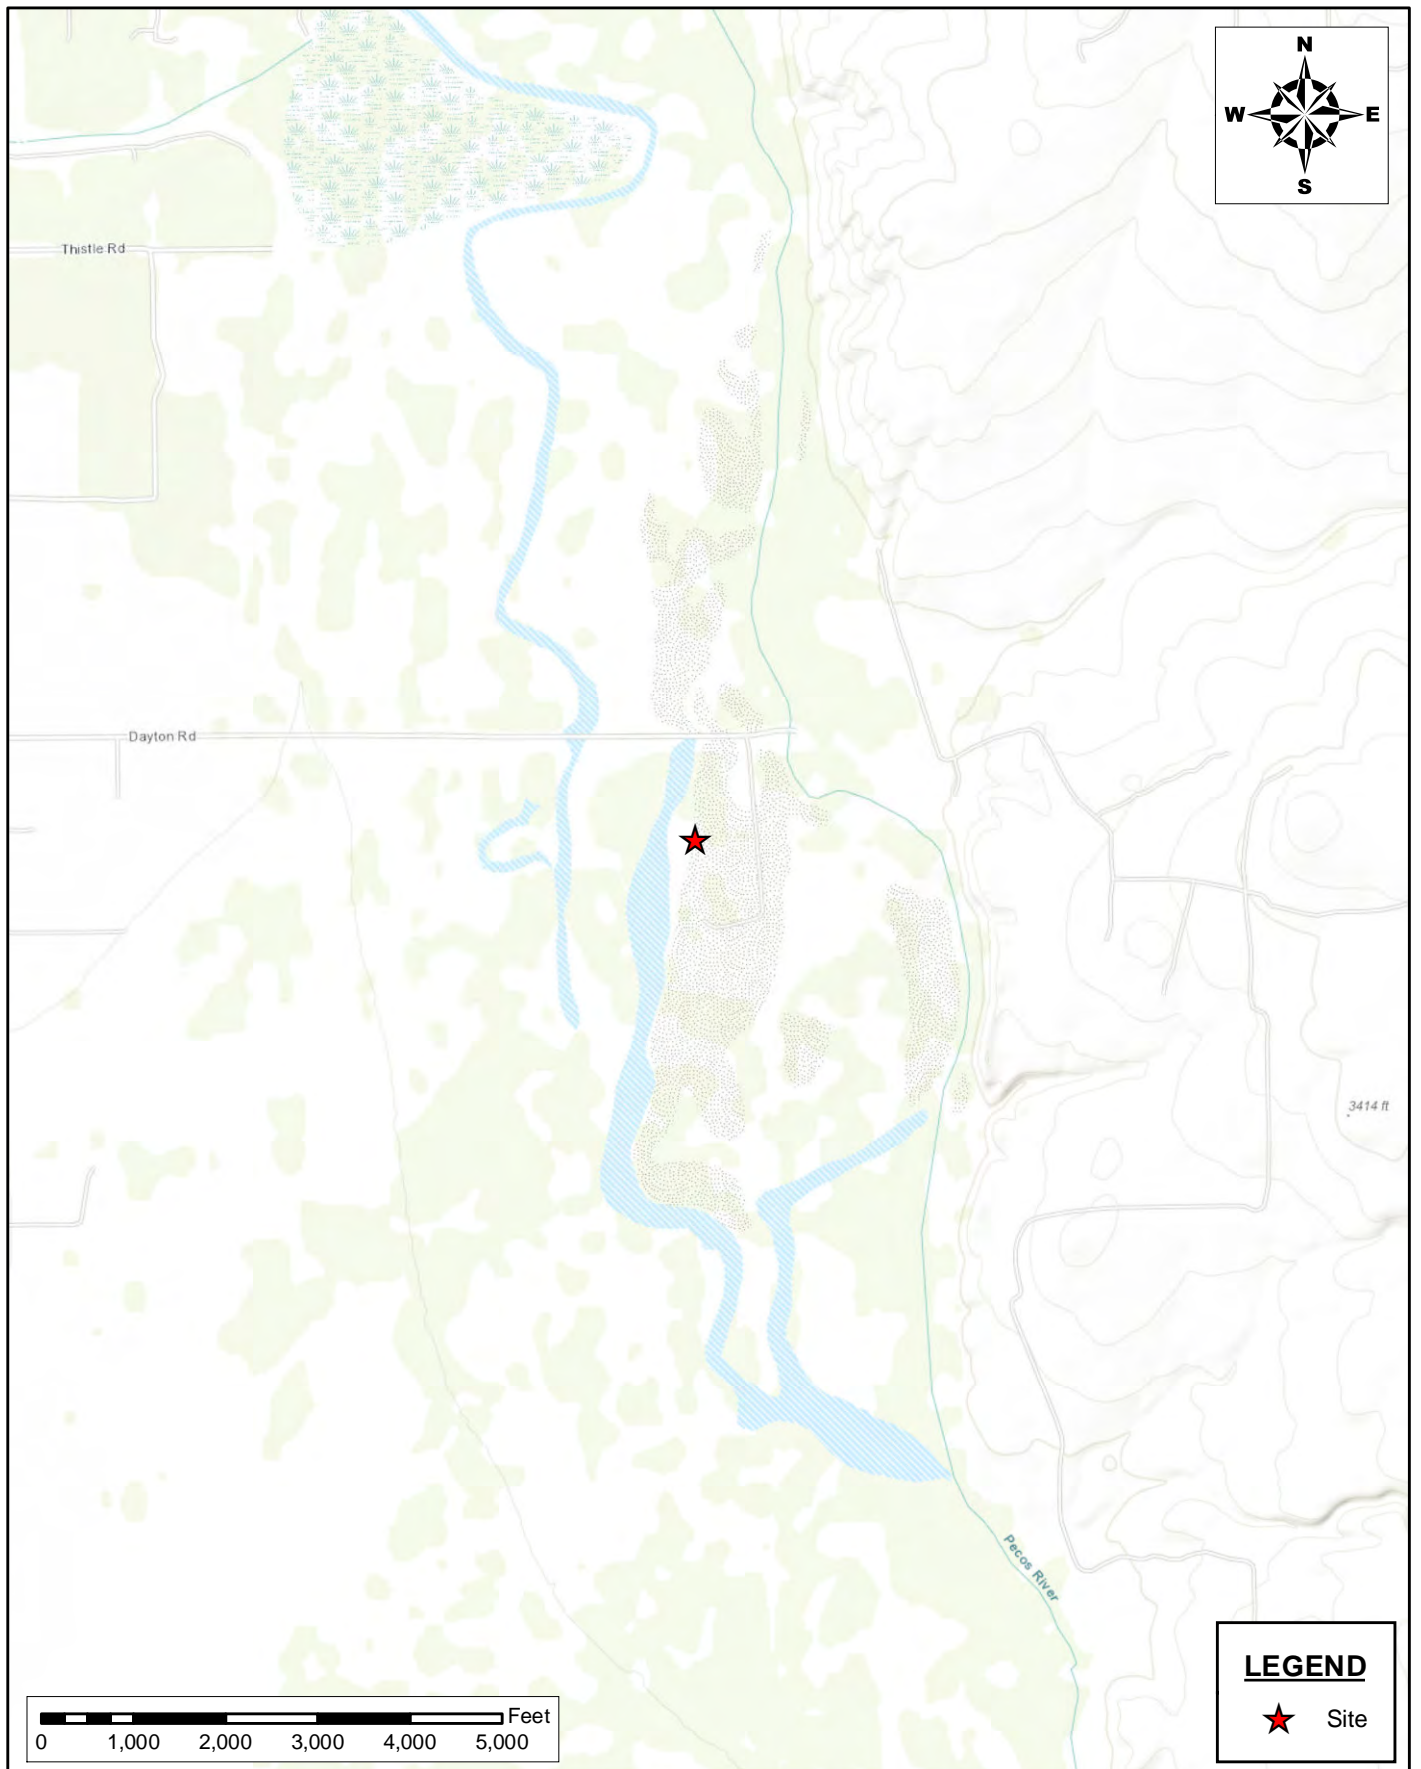 N
W E
S
Thistle Rd
Dayton Rd
3414 ft
Pecos River
LEGEND
Site
Feet
0 1,000 2,000 3,000 4,000 5,000